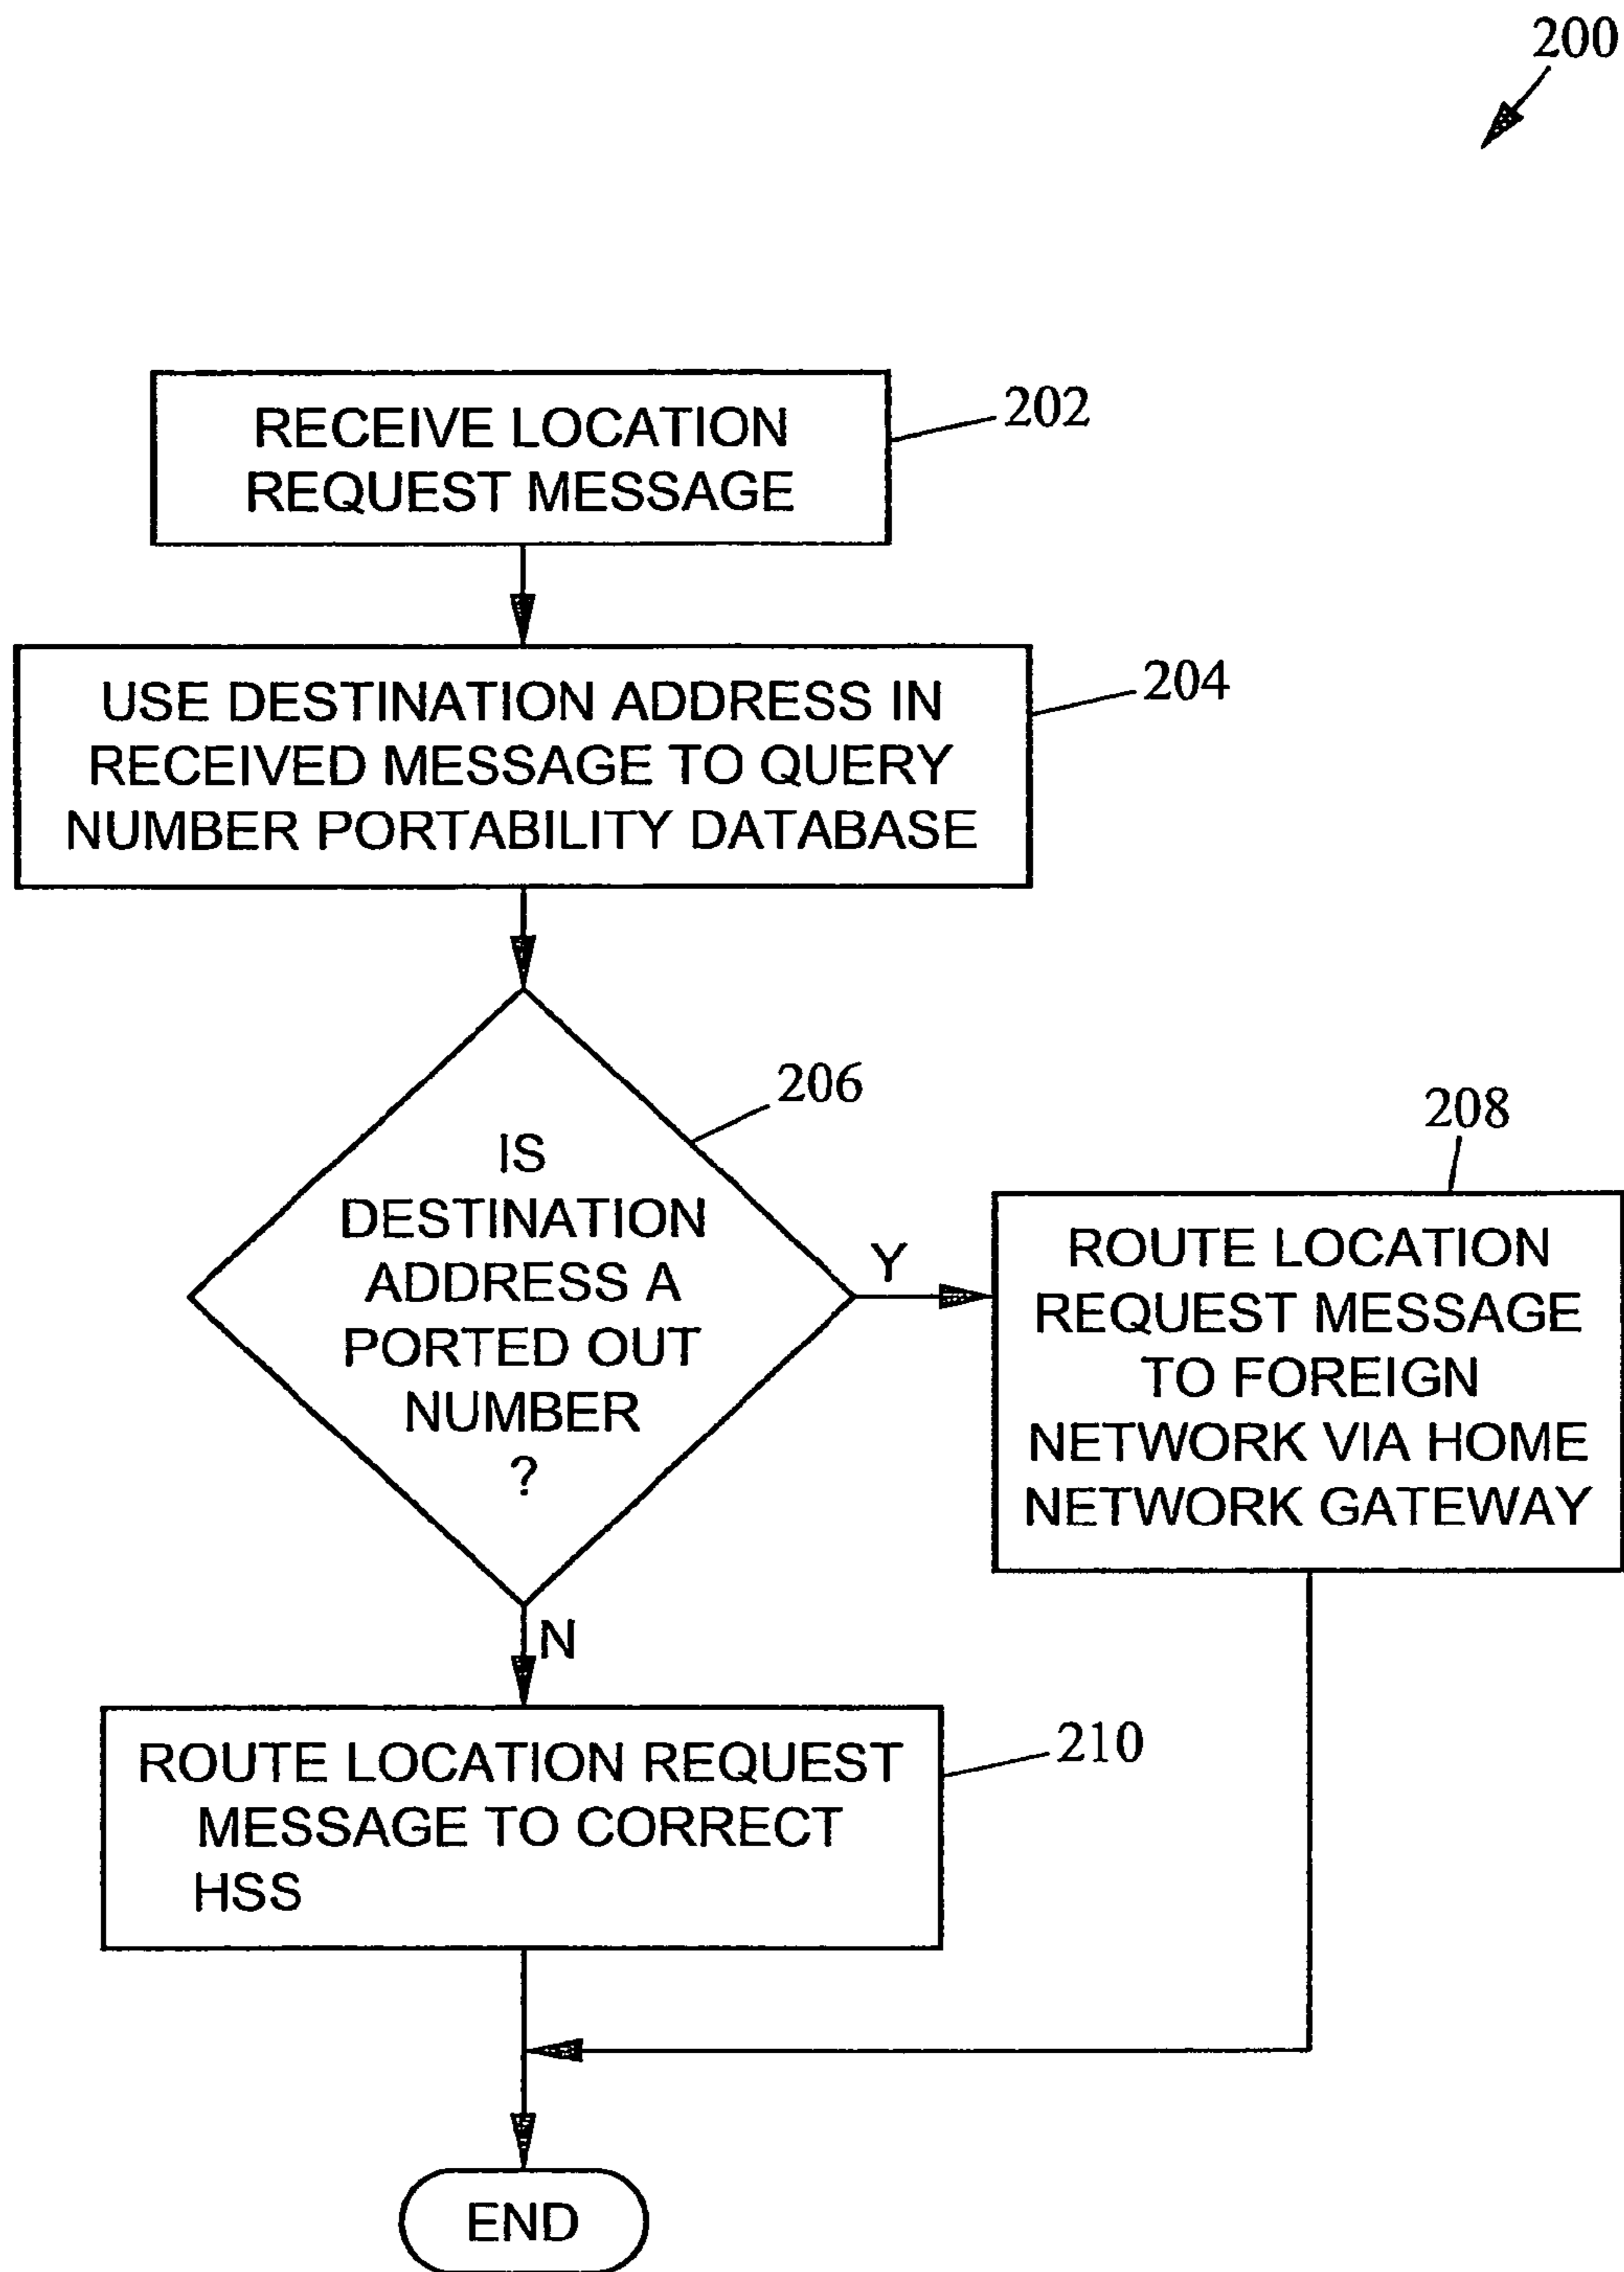 200
RECEIVE LOCATION
REQUEST MESSAGE
202
USE DESTINATION ADDRESS IN
RECEIVED MESSAGE TO QUERY
NUMBER PORTABILITY DATABASE
204
IS
DESTINATION
ADDRESS A
PORTED OUT
NUMBER
?
206
Y
208
ROUTE LOCATION
REQUEST MESSAGE
TO FOREIGN
NETWORK VIA HOME
NETWORK GATEWAY
N
ROUTE LOCATION REQUEST
MESSAGE TO CORRECT
HSS
210
END